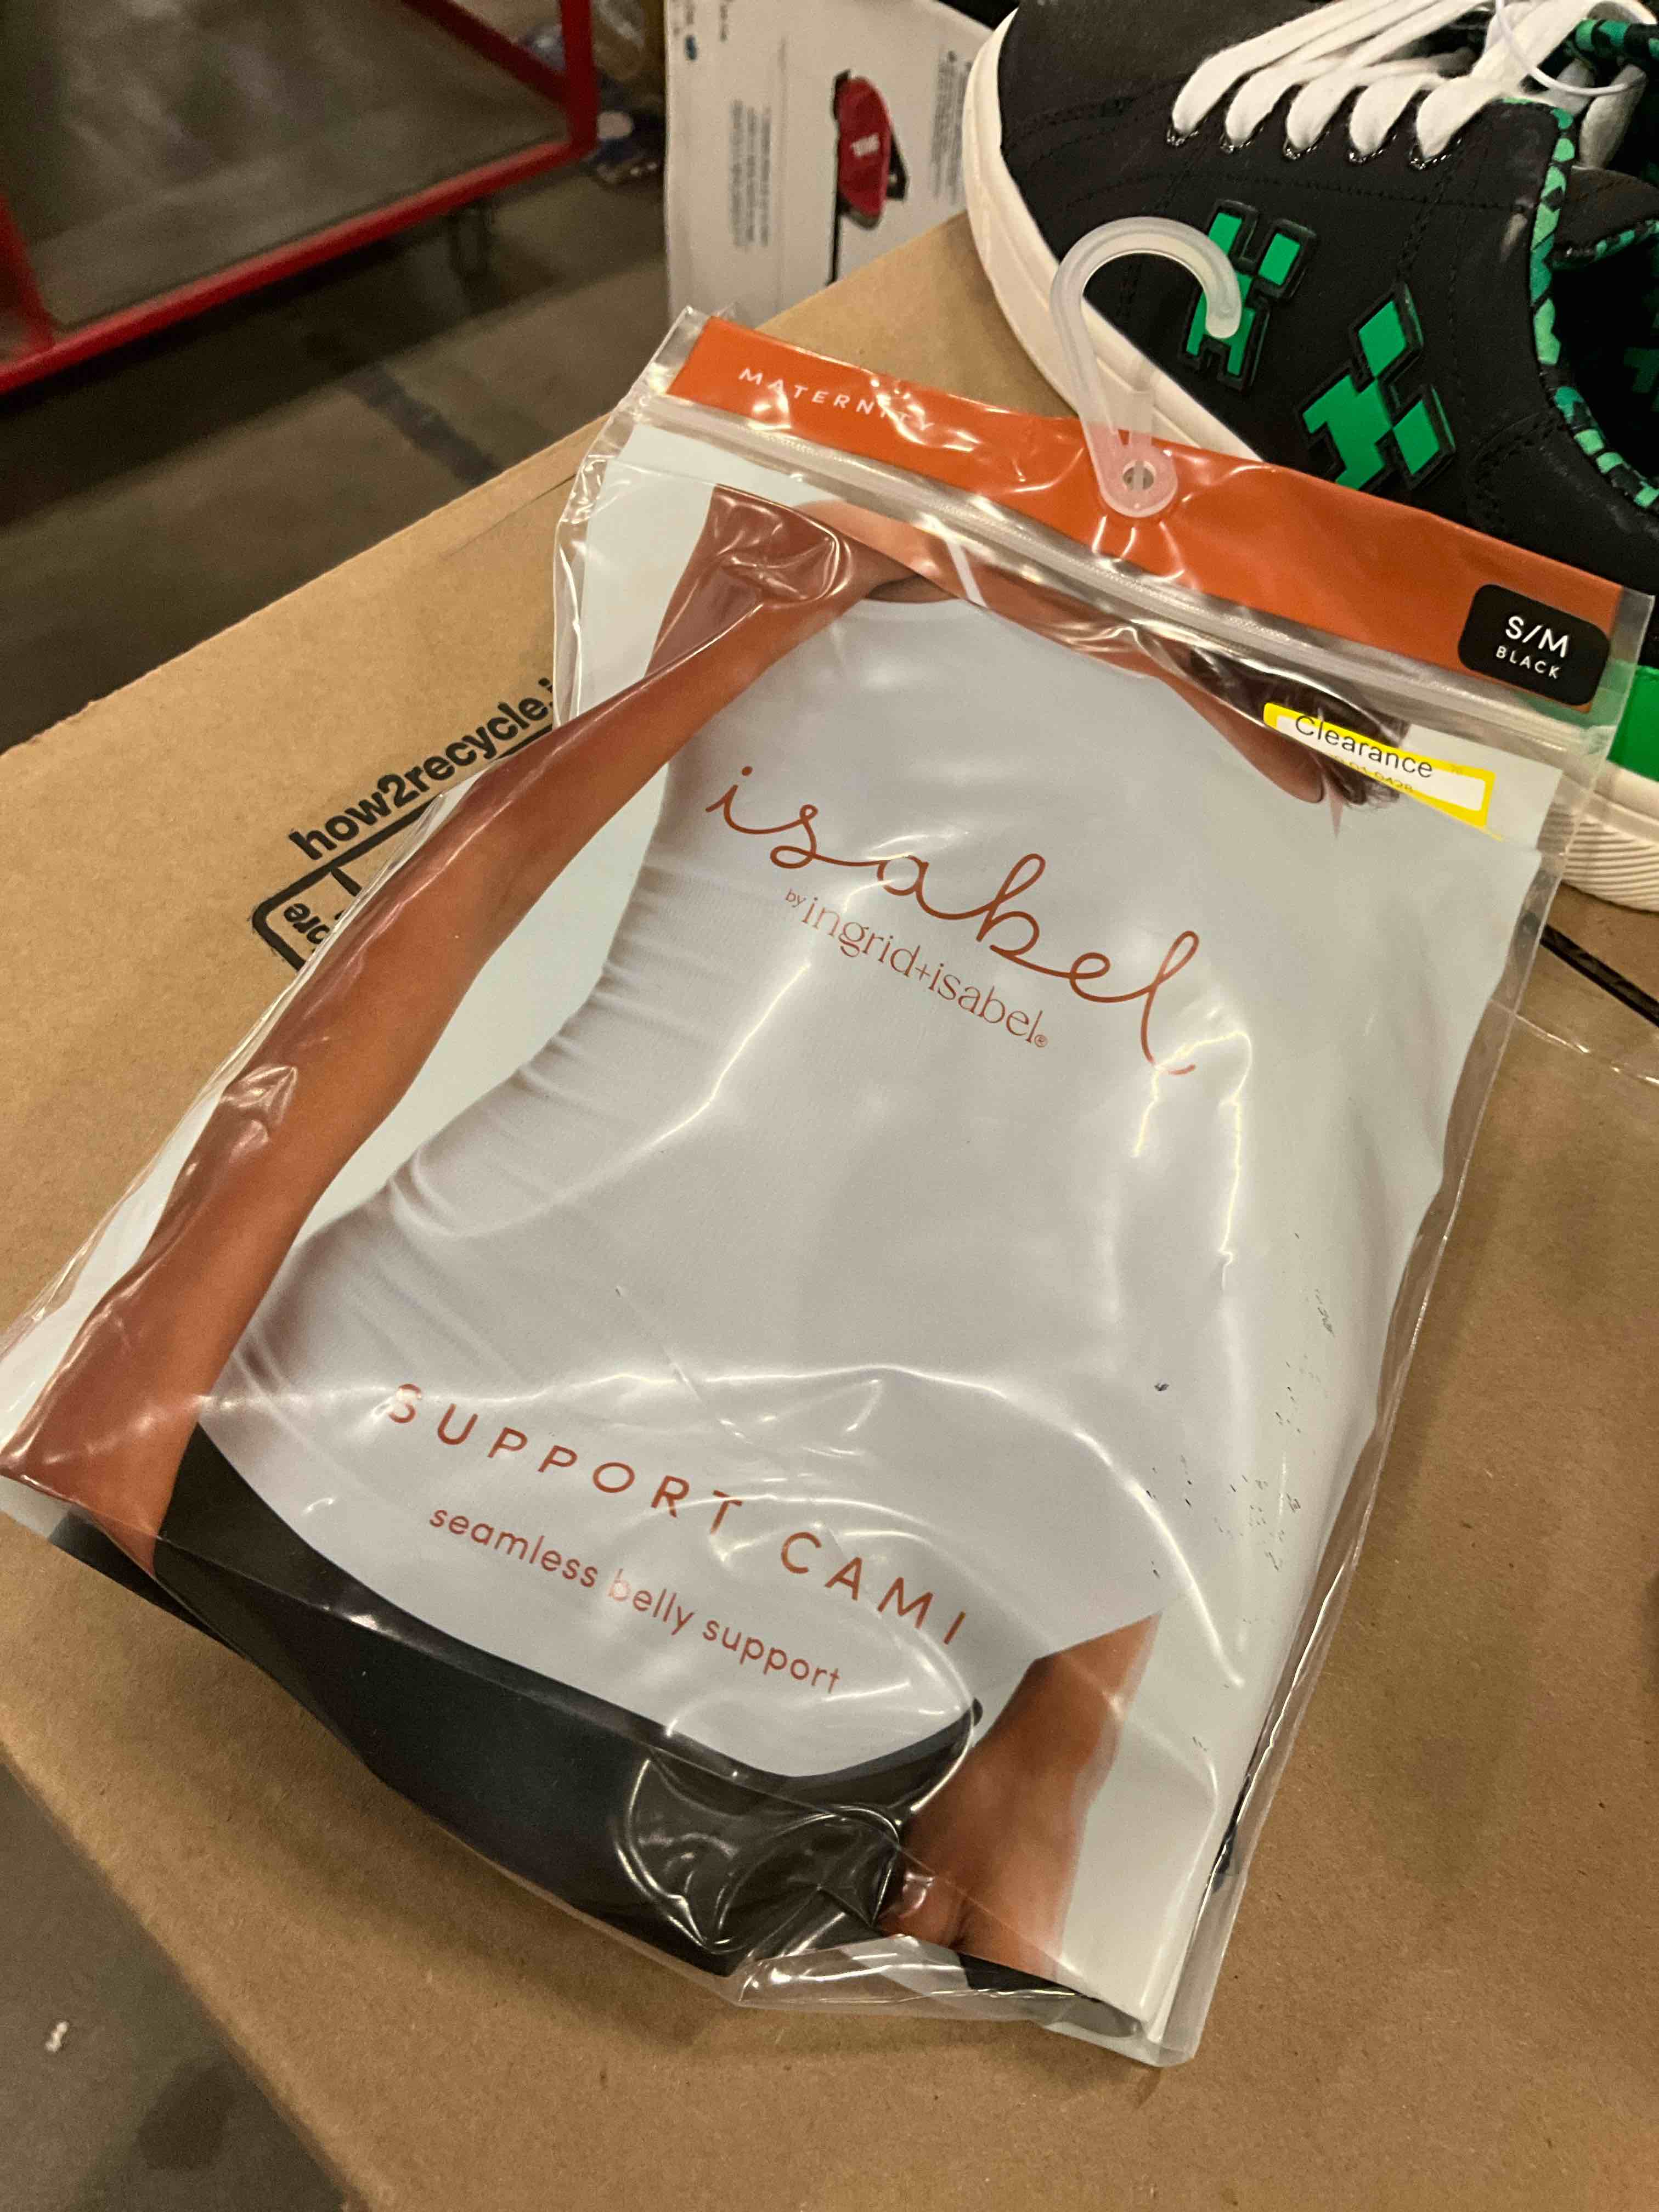 MATERNITY
S/M
BLACK
Clearance
isabel
by ingrid+isabel®
SUPPORT CAMI
seamless belly support
how2recycle.i